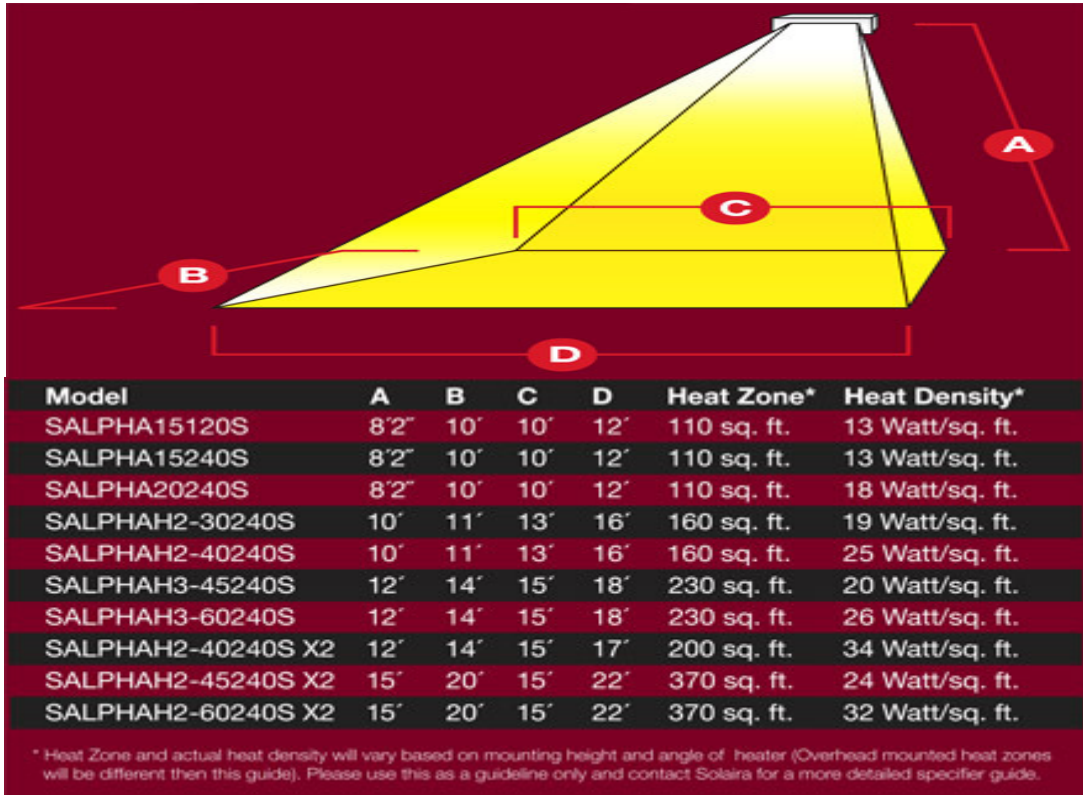 A
C
B
D
Model A B C D Heat Zone* Heat Density*
SALPHA15120S 8'2" 10' 10' 12' 110 sq. ft. 13 Watt/sq. ft.
SALPHA15240S 8'2" 10' 10' 12' 110 sq. ft. 13 Watt/sq. ft.
SALPHA20240S 8'2" 10' 10' 12' 110 sq. ft. 18 Watt/sq. ft.
SALPHAH2-30240S 10' 11' 13' 16' 160 sq. ft. 19 Watt/sq. ft.
SALPHAH2-40240S 10' 11' 13' 16' 160 sq. ft. 25 Watt/sq. ft.
SALPHAH3-45240S 12' 14' 15' 18' 230 sq. ft. 20 Watt/sq. ft.
SALPHAH3-60240S 12' 14' 15' 18' 230 sq. ft. 26 Watt/sq. ft.
SALPHAH2-40240S X2 12' 14' 15' 17' 200 sq. ft. 34 Watt/sq. ft.
SALPHAH2-45240S X2 15' 20' 15' 22' 370 sq. ft. 24 Watt/sq. ft.
SALPHAH2-60240S X2 15' 20' 15' 22' 370 sq. ft. 32 Watt/sq. ft.
* Heat Zone and actual heat density will vary based on mounting height and angle of heater (Overhead mounted heat zones
will be different then this guide). Please use this as a guideline only and contact Solaira for a more detailed specifier guide.